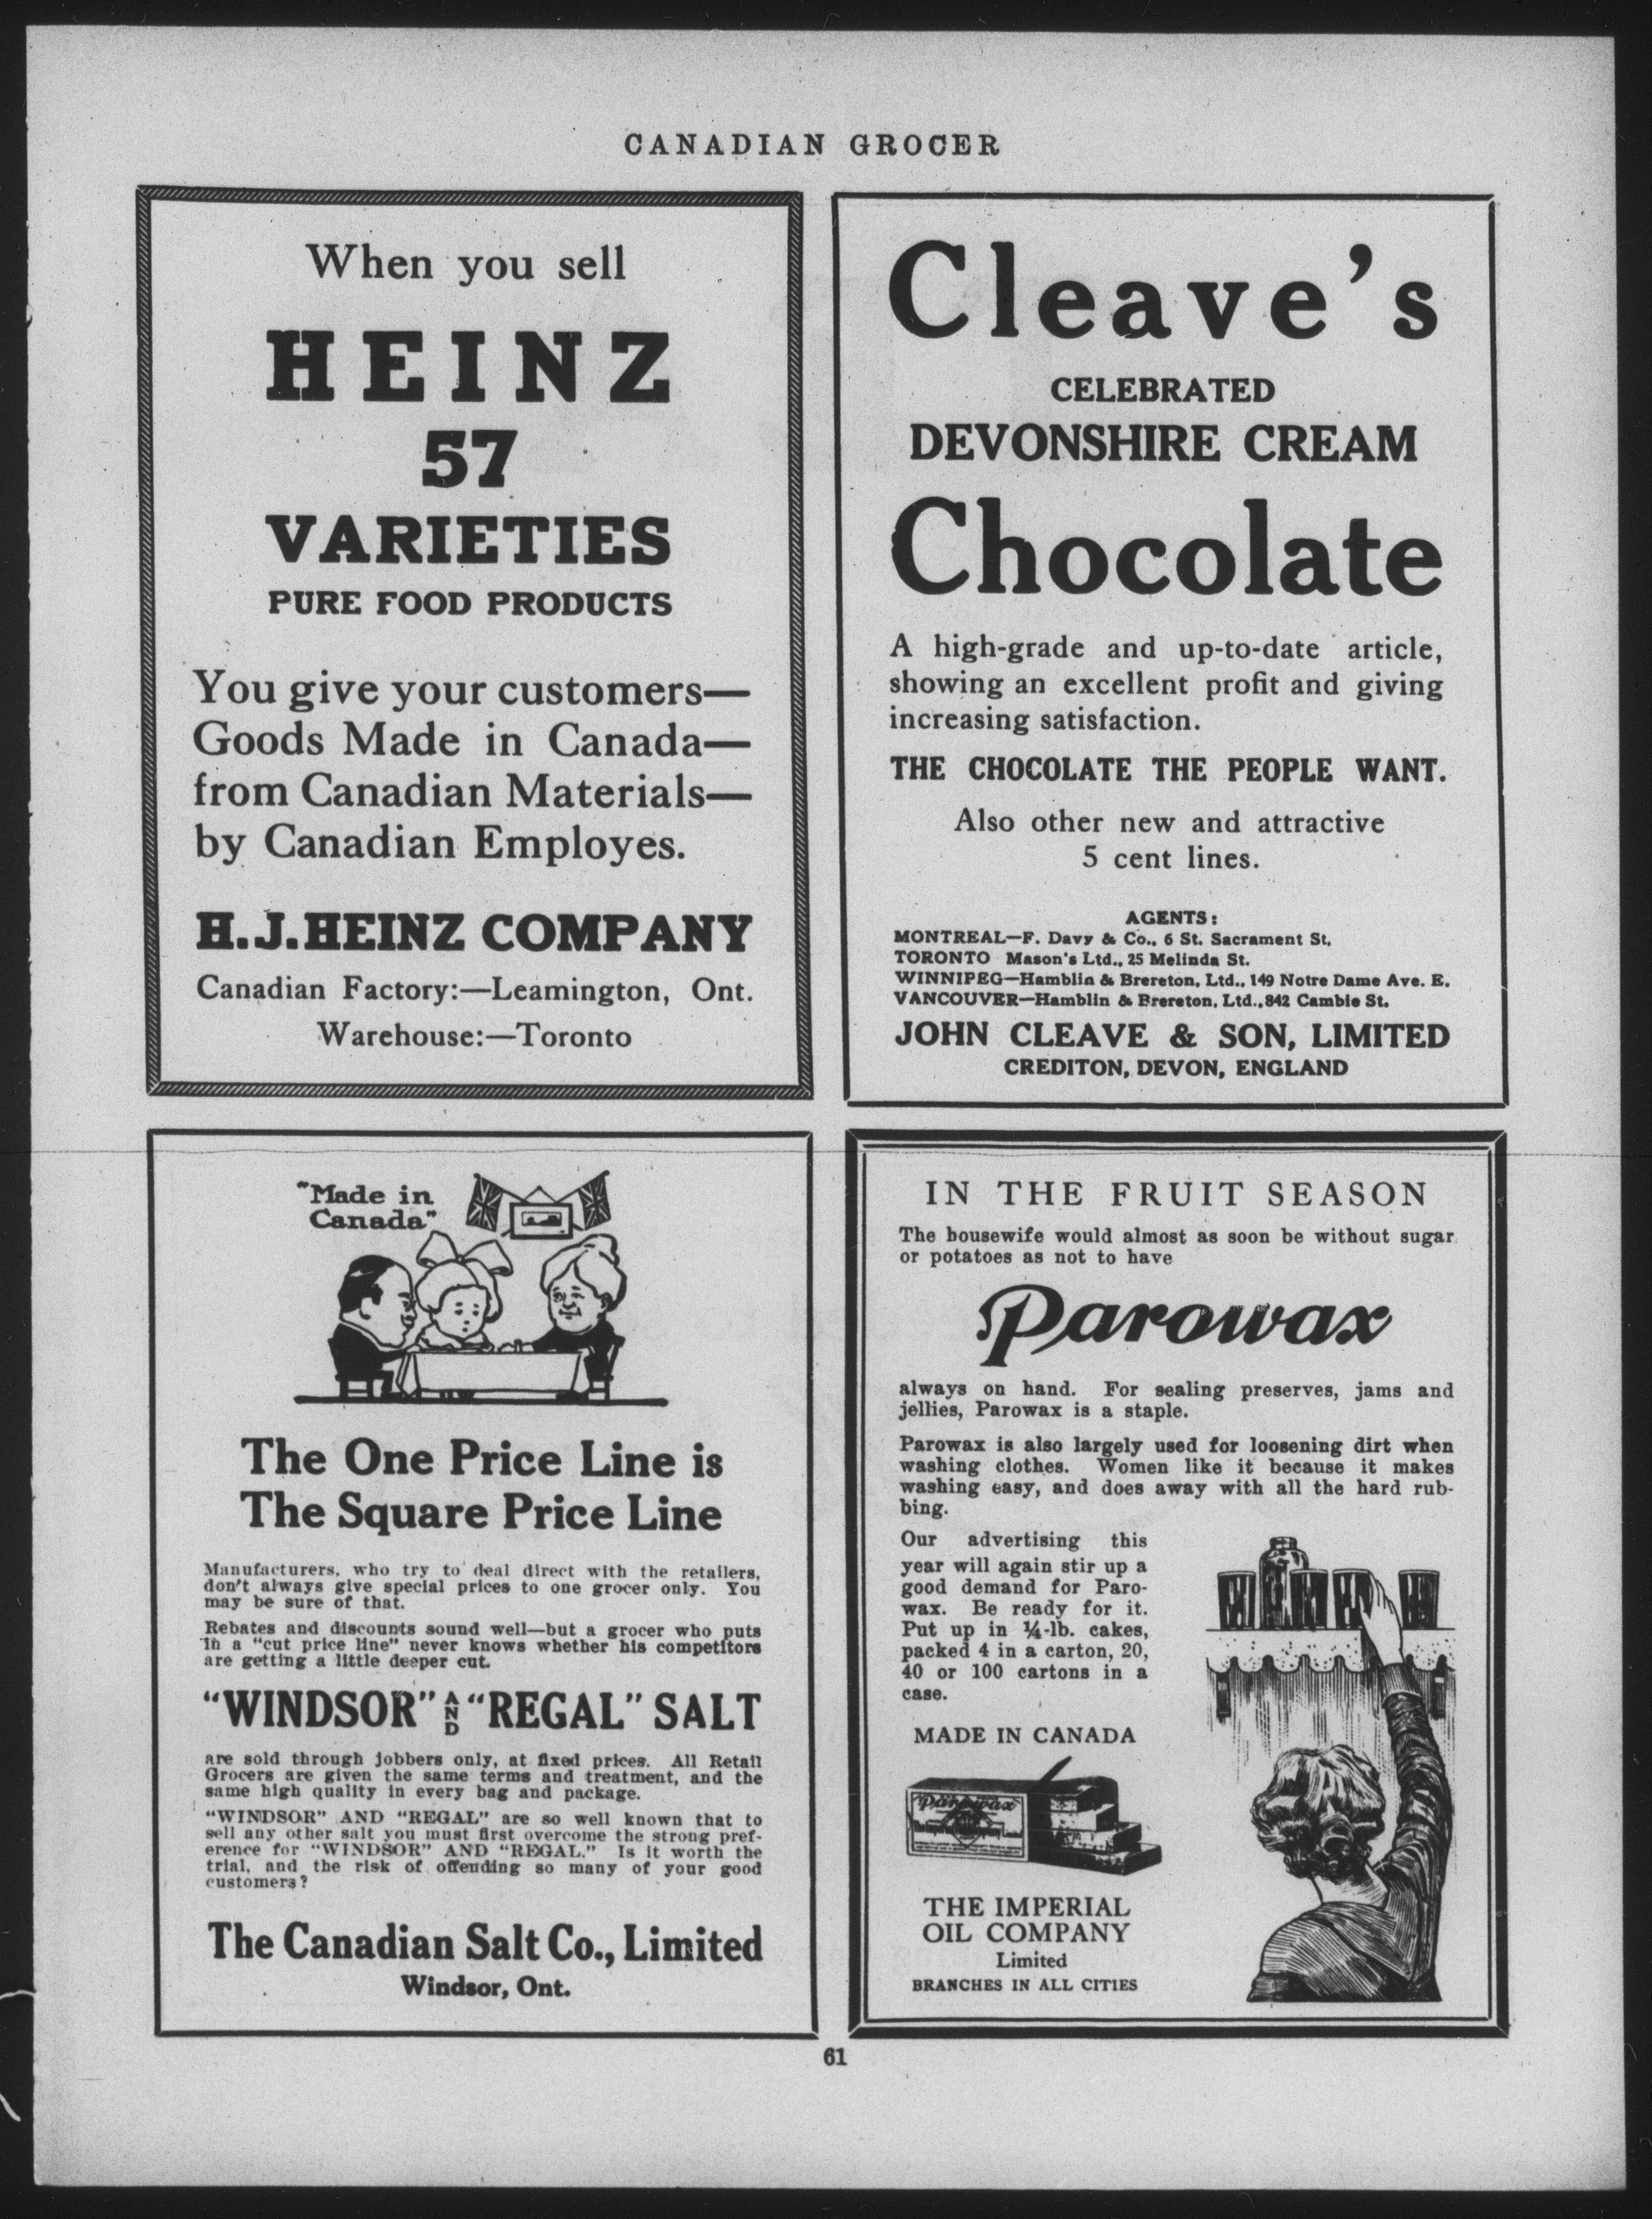 CANADIAN GROCER
When you sell
HEINZ
57
VARIETIES
PURE FOOD PRODUCTS
You give your customers—
Goods Made in Canada—
from Canadian Materials—
by Canadian Employes.
H. J. HEINZ COMPANY
Canadian Factory:—Leamington, Ont.
Warehouse:—Toronto
Cleave's
CELEBRATED
DEVONSHIRE CREAM
Chocolate
A high-grade and up-to-date article,
showing an excellent profit and giving
increasing satisfaction.
THE CHOCOLATE THE PEOPLE WANT.
Also other new and attractive
5 cent lines.
AGENTS:
MONTREAL—F. Davy & Co., 6 St. Sacrament St.
TORONTO Mason's Ltd., 25 Melinda St.
WINNIPEG—Hamblin & Brereton, Ltd., 149 Notre Dame Ave. E.
VANCOUVER—Hamblin & Brereton, Ltd., 842 Cambie St.
JOHN CLEAVE & SON, LIMITED
CREDITON, DEVON, ENGLAND
"Made in
Canada"
The One Price Line is
The Square Price Line
Manufacturers, who try to deal direct with the retailers,
don't always give special prices to one grocer only. You
may be sure of that.
Rebates and discounts sound well—but a grocer who puts
in a "cut price line" never knows whether his competitors
are getting a little deeper cut.
"WINDSOR" AND "REGAL" SALT
are sold through jobbers only, at fixed prices. All Retail
Grocers are given the same terms and treatment, and the
same high quality in every bag and package.
"WINDSOR" AND "REGAL" are so well known that to
sell any other salt you must first overcome the strong pref-
erence for "WINDSOR" AND "REGAL." Is it worth the
trial, and the risk of offending so many of your good
customers?
The Canadian Salt Co., Limited
Windsor, Ont.
IN THE FRUIT SEASON
The housewife would almost as soon be without sugar
or potatoes as not to have
Parowax
always on hand. For sealing preserves, jams and
jellies, Parowax is a staple.
Parowax is also largely used for loosening dirt when
washing clothes. Women like it because it makes
washing easy, and does away with all the hard rub-
bing.
Our advertising this
year will again stir up a
good demand for Paro-
wax. Be ready for it.
Put up in ¼-lb. cakes,
packed 4 in a carton, 20,
40 or 100 cartons in a
case.
MADE IN CANADA
Parowax
THE IMPERIAL
OIL COMPANY
Limited
BRANCHES IN ALL CITIES
61